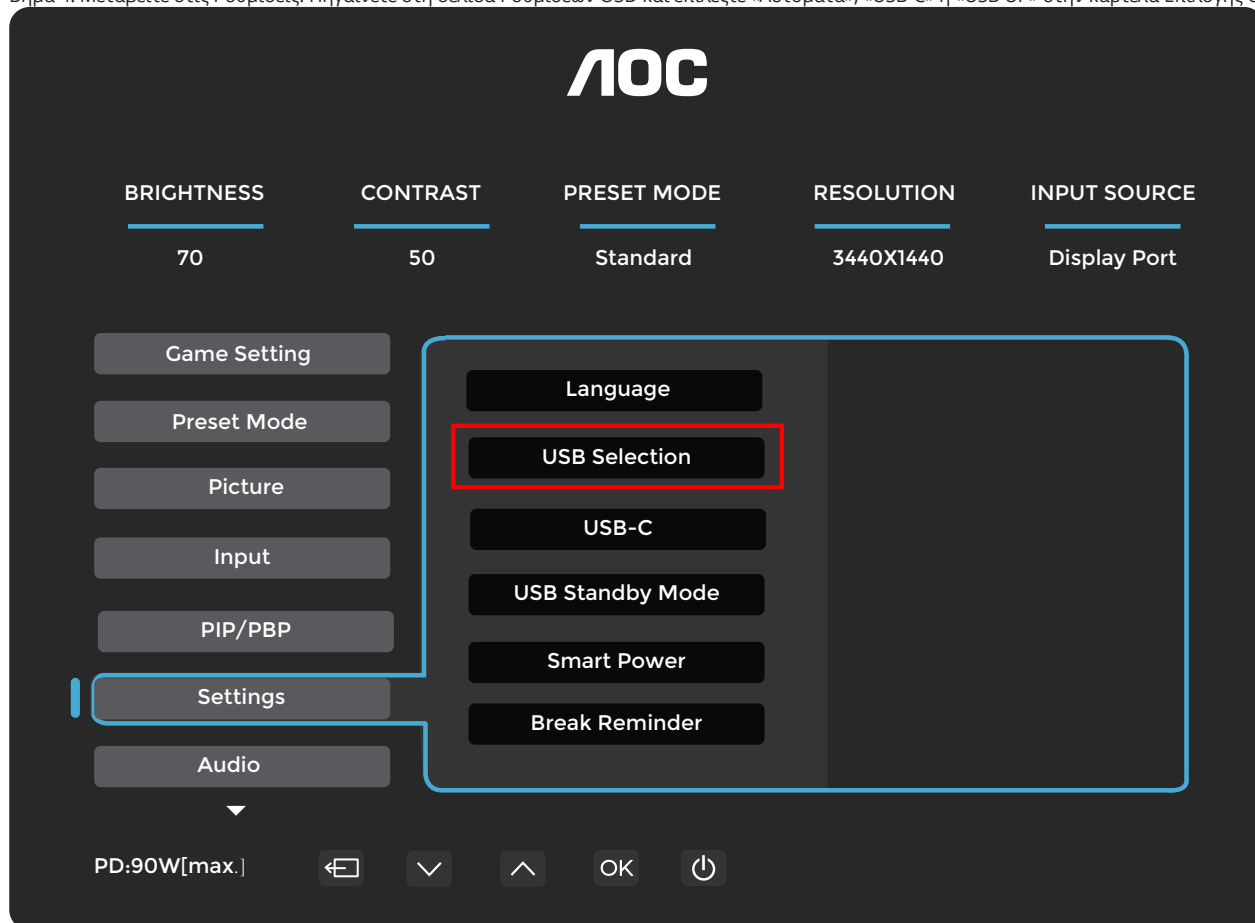 AOC
BRIGHTNESS CONTRAST PRESET MODE RESOLUTION INPUT SOURCE
70 50 Standard 3440X1440 Display Port
Game Setting
Preset Mode
Picture
Input
PIP/PBP
Settings
Audio
Language
USB Selection
USB-C
USB Standby Mode
Smart Power
Break Reminder
PD:90W[max.]
OK